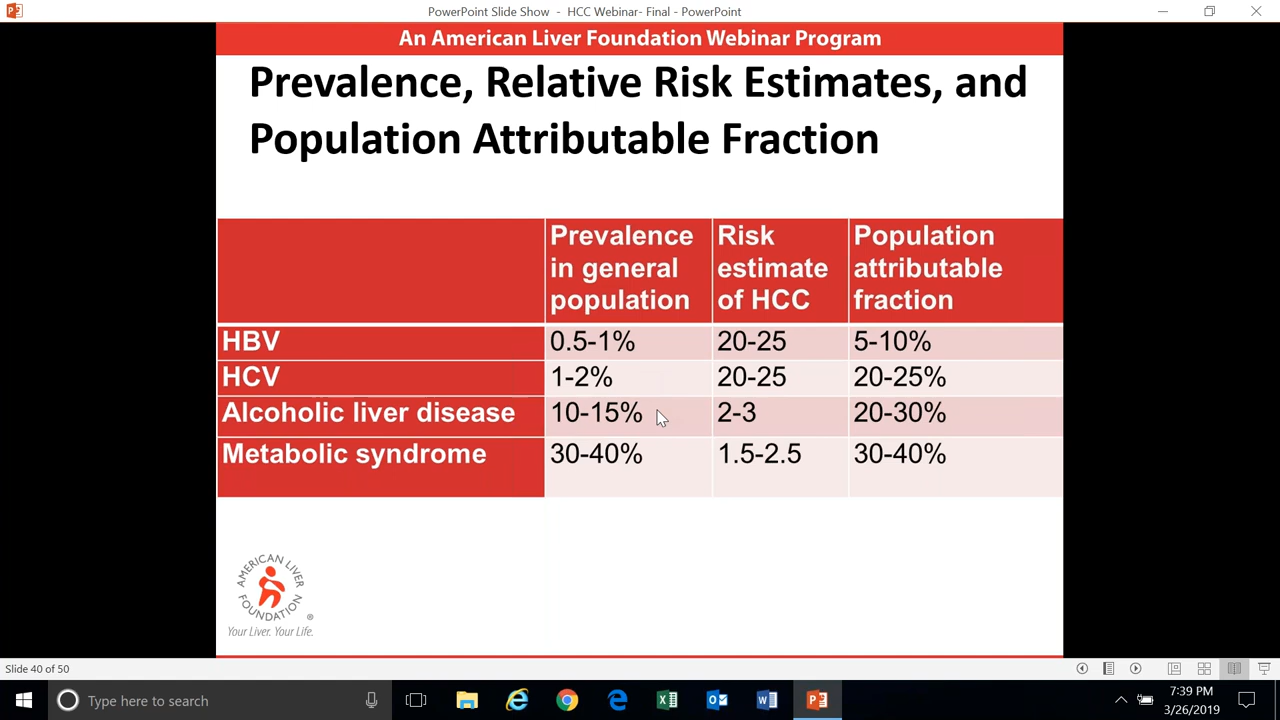 PowerPoint Slide Show - HCC Webinar- Final - PowerPoint
An American Liver Foundation Webinar Program
Prevalence, Relative Risk Estimates, and
Population Attributable Fraction
Prevalence in general population
Risk estimate of HCC
Population attributable fraction
HBV 0.5-1% 20-25 5-10%
HCV 1-2% 20-25 20-25%
Alcoholic liver disease 10-15% 2-3 20-30%
Metabolic syndrome 30-40% 1.5-2.5 30-40%
AMERICAN LIVER FOUNDATION ®
Your Liver. Your Life.
Slide 40 of 50
Type here to search
7:39 PM
3/26/2019